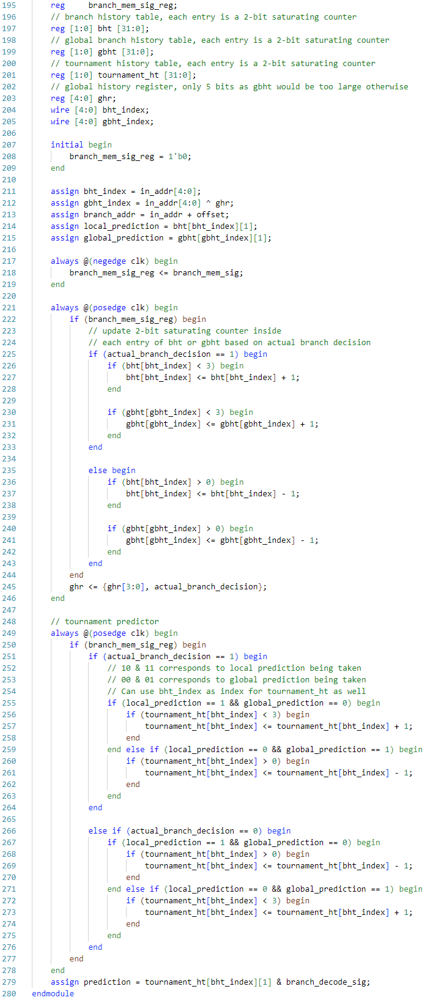 195 reg branch_mem_sig_reg;
196 // branch history table, each entry is a 2-bit saturating counter
197 reg [1:0] bht [31:0];
198 // global branch history table, each entry is a 2-bit saturating counter
199 reg [1:0] gbht [31:0];
200 // tournament history table, each entry is a 2-bit saturating counter
201 reg [1:0] tournament_ht [31:0];
202 // global history register, only 5 bits as gbht would be too large otherwise
203 reg [4:0] ghr;
204 wire [4:0] bht_index;
205 wire [4:0] gbht_index;
206
207 initial begin
208 branch_mem_sig_reg = 1'b0;
209 end
210
211 assign bht_index = in_addr[4:0];
212 assign gbht_index = in_addr[4:0] ^ ghr;
213 assign branch_addr = in_addr + offset;
214 assign local_prediction = bht[bht_index][1];
215 assign global_prediction = gbht[gbht_index][1];
216
217 always @(negedge clk) begin
218 branch_mem_sig_reg <= branch_mem_sig;
219 end
220
221 always @(posedge clk) begin
222 if (branch_mem_sig_reg) begin
223 // update 2-bit saturating counter inside
224 // each entry of bht or gbht based on actual branch decision
225 if (actual_branch_decision == 1) begin
226 if (bht[bht_index] < 3) begin
227 bht[bht_index] <= bht[bht_index] + 1;
228 end
229
230 if (gbht[gbht_index] < 3) begin
231 gbht[gbht_index] <= gbht[gbht_index] + 1;
232 end
233 end
234
235 else begin
236 if (bht[bht_index] > 0) begin
237 bht[bht_index] <= bht[bht_index] - 1;
238 end
239
240 if (gbht[gbht_index] > 0) begin
241 gbht[gbht_index] <= gbht[gbht_index] - 1;
242 end
243 end
244 end
245 ghr <= {ghr[3:0], actual_branch_decision};
246 end
247
248 // tournament predictor
249 always @(posedge clk) begin
250 if (branch_mem_sig_reg) begin
251 if (actual_branch_decision == 1) begin
252 // 10 & 11 corresponds to local prediction being taken
253 // 00 & 01 corresponds to global prediction being taken
254 // Can use bht_index as index for tournament_ht as well
255 if (local_prediction == 1 && global_prediction == 0) begin
256 if (tournament_ht[bht_index] < 3) begin
257 tournament_ht[bht_index] <= tournament_ht[bht_index] + 1;
258 end
259 end else if (local_prediction == 0 && global_prediction == 1) begin
260 if (tournament_ht[bht_index] > 0) begin
261 tournament_ht[bht_index] <= tournament_ht[bht_index] - 1;
262 end
263 end
264 end
265
266 else if (actual_branch_decision == 0) begin
267 if (local_prediction == 1 && global_prediction == 0) begin
268 if (tournament_ht[bht_index] > 0) begin
269 tournament_ht[bht_index] <= tournament_ht[bht_index] - 1;
270 end
271 end else if (local_prediction == 0 && global_prediction == 1) begin
272 if (tournament_ht[bht_index] < 3) begin
273 tournament_ht[bht_index] <= tournament_ht[bht_index] + 1;
274 end
275 end
276 end
277 end
278 end
279 assign prediction = tournament_ht[bht_index][1] & branch_decode_sig;
280 endmodule